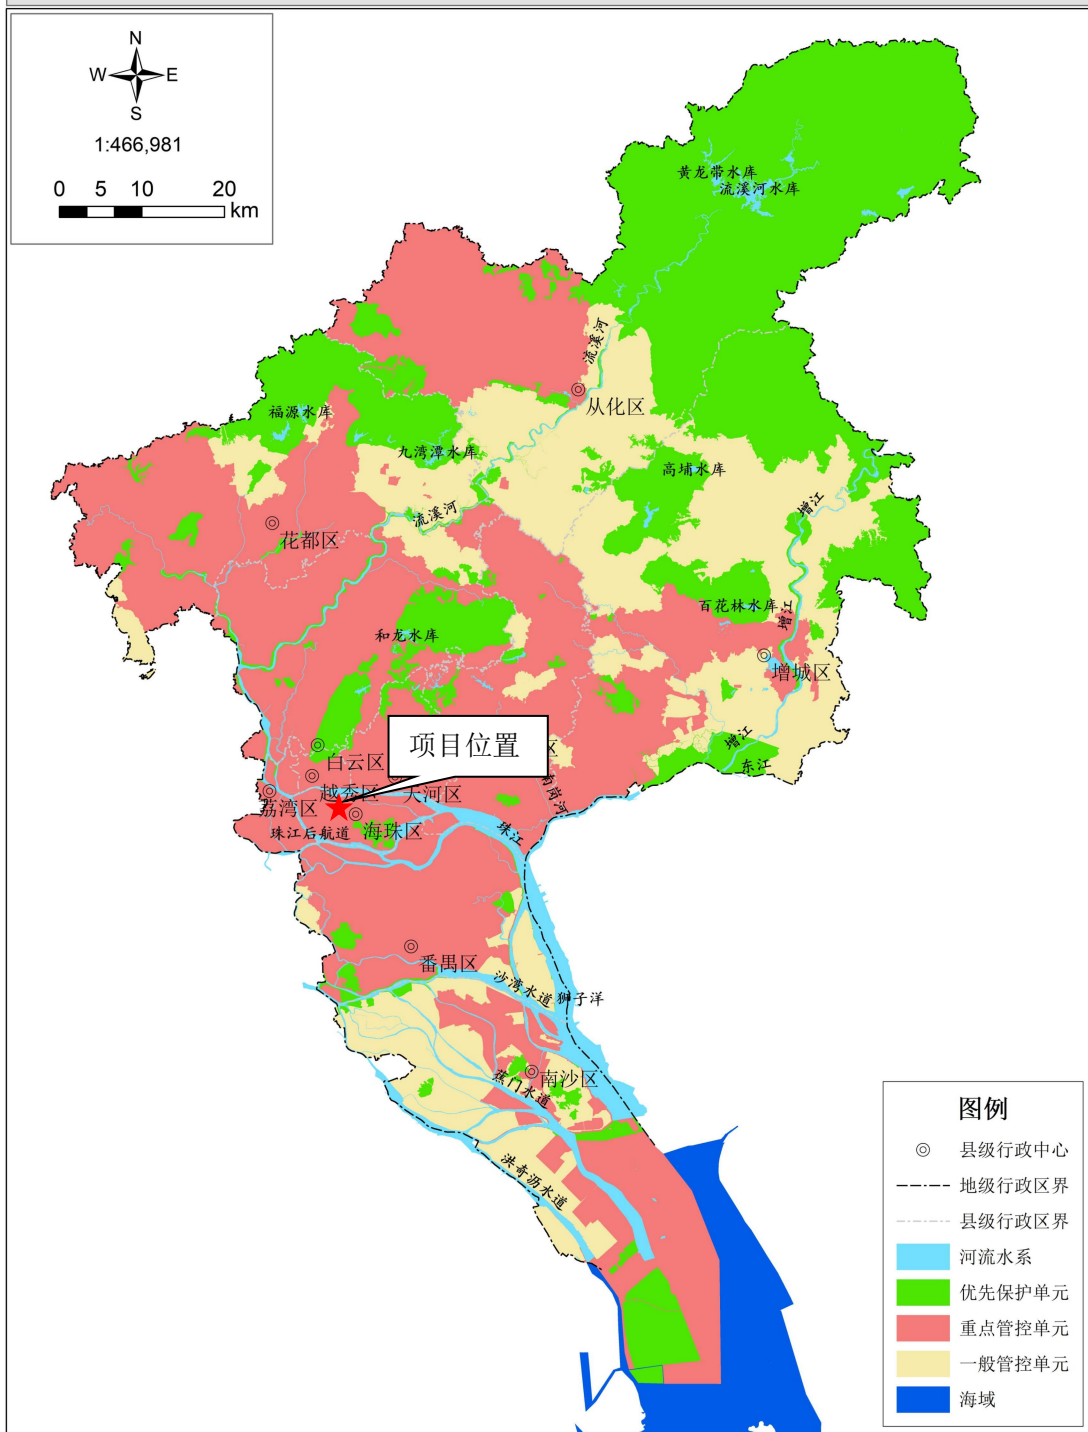 N
W E
S
1:466,981
0 5 10 20
km
黄龙带水库
流溪河水库
流溪河
从化区
福源水库
九湾潭水库
高埔水库
增江
流溪河
花都区
百花林水库
增江
和龙水库
增城区
增江
东江
项目位置
区
白云区
南岗河
越秀区
天河区
荔湾区
珠江后航道
海珠区
珠江
番禺区
沙湾水道
狮子洋
南沙区
蕉门水道
洪奇沥水道
图例
县级行政中心
地级行政区界
县级行政区界
河流水系
优先保护单元
重点管控单元
一般管控单元
海域